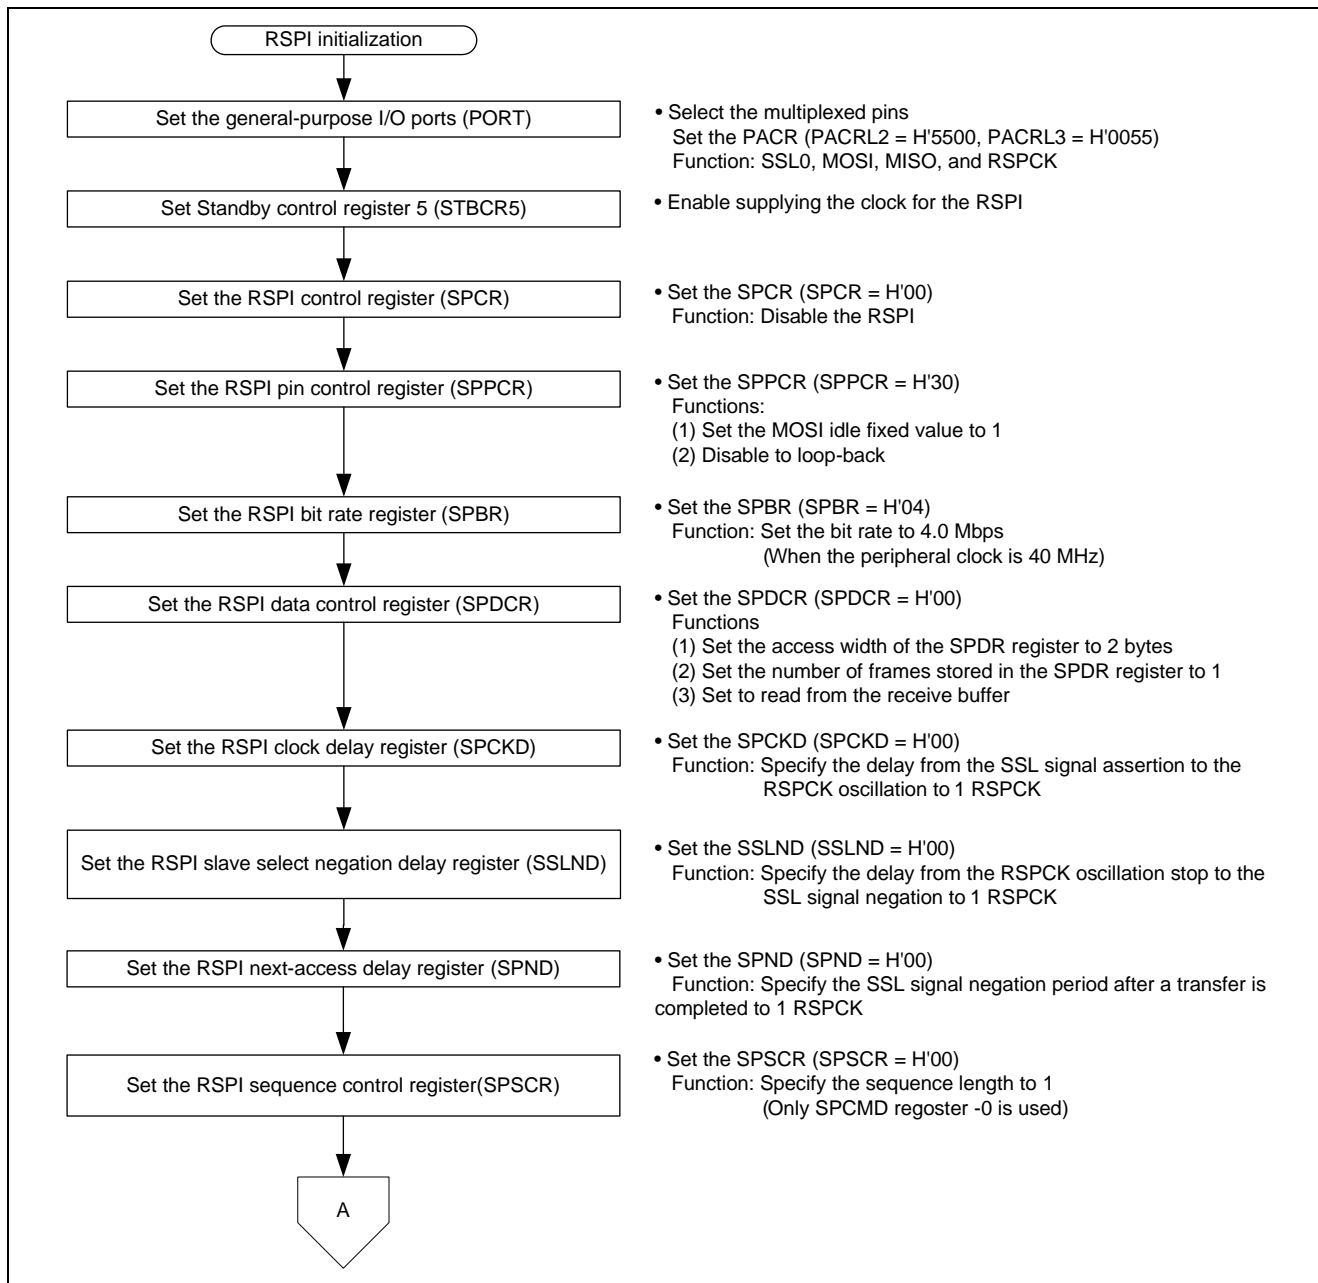 RSPI initialization
Set the general-purpose I/O ports (PORT)
• Select the multiplexed pins
Set the PACR (PACRL2 = H'5500, PACRL3 = H'0055)
Function: SSL0, MOSI, MISO, and RSPCK
Set Standby control register 5 (STBCR5)
• Enable supplying the clock for the RSPI
Set the RSPI control register (SPCR)
• Set the SPCR (SPCR = H'00)
Function: Disable the RSPI
Set the RSPI pin control register (SPPCR)
• Set the SPPCR (SPPCR = H'30)
Functions:
(1) Set the MOSI idle fixed value to 1
(2) Disable to loop-back
Set the RSPI bit rate register (SPBR)
• Set the SPBR (SPBR = H'04)
Function: Set the bit rate to 4.0 Mbps
(When the peripheral clock is 40 MHz)
Set the RSPI data control register (SPDCR)
• Set the SPDCR (SPDCR = H'00)
Functions
(1) Set the access width of the SPDR register to 2 bytes
(2) Set the number of frames stored in the SPDR register to 1
(3) Set to read from the receive buffer
Set the RSPI clock delay register (SPCKD)
• Set the SPCKD (SPCKD = H'00)
Function: Specify the delay from the SSL signal assertion to the
RSPCK oscillation to 1 RSPCK
Set the RSPI slave select negation delay register (SSLND)
• Set the SSLND (SSLND = H'00)
Function: Specify the delay from the RSPCK oscillation stop to the
SSL signal negation to 1 RSPCK
Set the RSPI next-access delay register (SPND)
• Set the SPND (SPND = H'00)
Function: Specify the SSL signal negation period after a transfer is
completed to 1 RSPCK
Set the RSPI sequence control register(SPSCR)
• Set the SPSCR (SPSCR = H'00)
Function: Specify the sequence length to 1
(Only SPCMD regoster -0 is used)
A